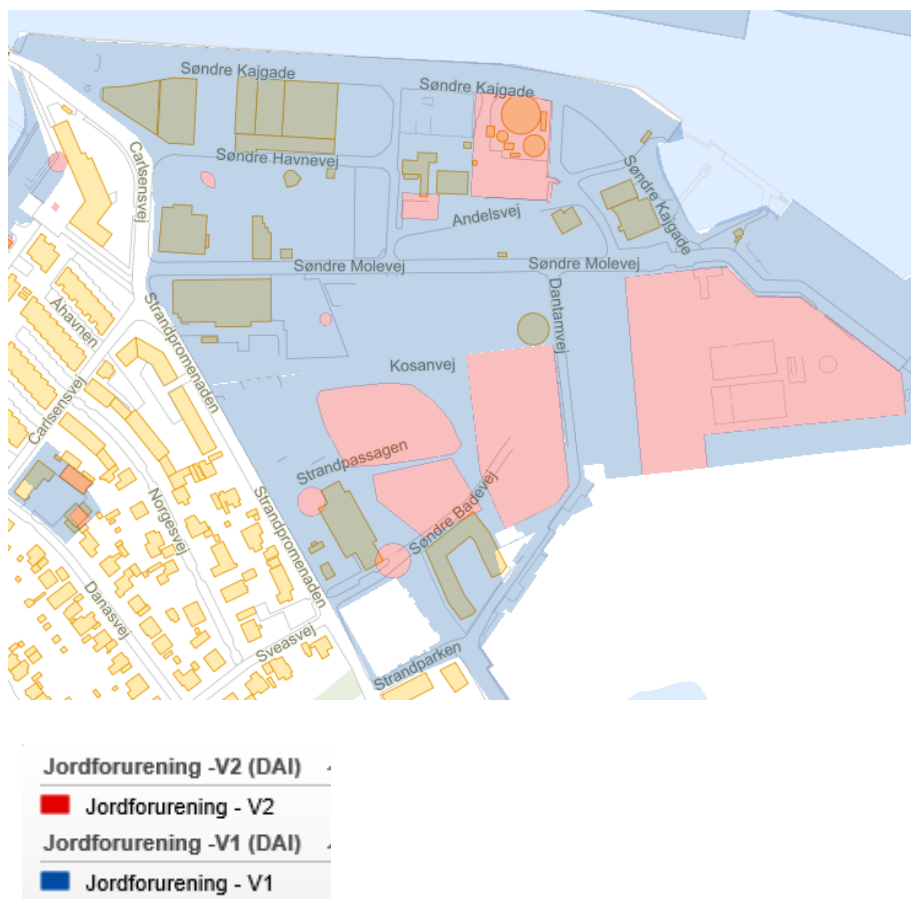 Søndre Kajgade
Søndre Kajgade
Carlsensvej
Søndre Havnevej
Søndre Kajgade
Andelsvej
Søndre Molevej
Søndre Molevej
Dantamvej
Åhavnen
Strandpromenaden
Kosanvej
Carlsensvej
Strandpassagen
Søndre Badevej
Norgesvej
Strandpromenaden
Danasvej
Sveasvej
Strandparken
Jordforurening -V2 (DAI)
Jordforurening - V2
Jordforurening -V1 (DAI)
Jordforurening - V1